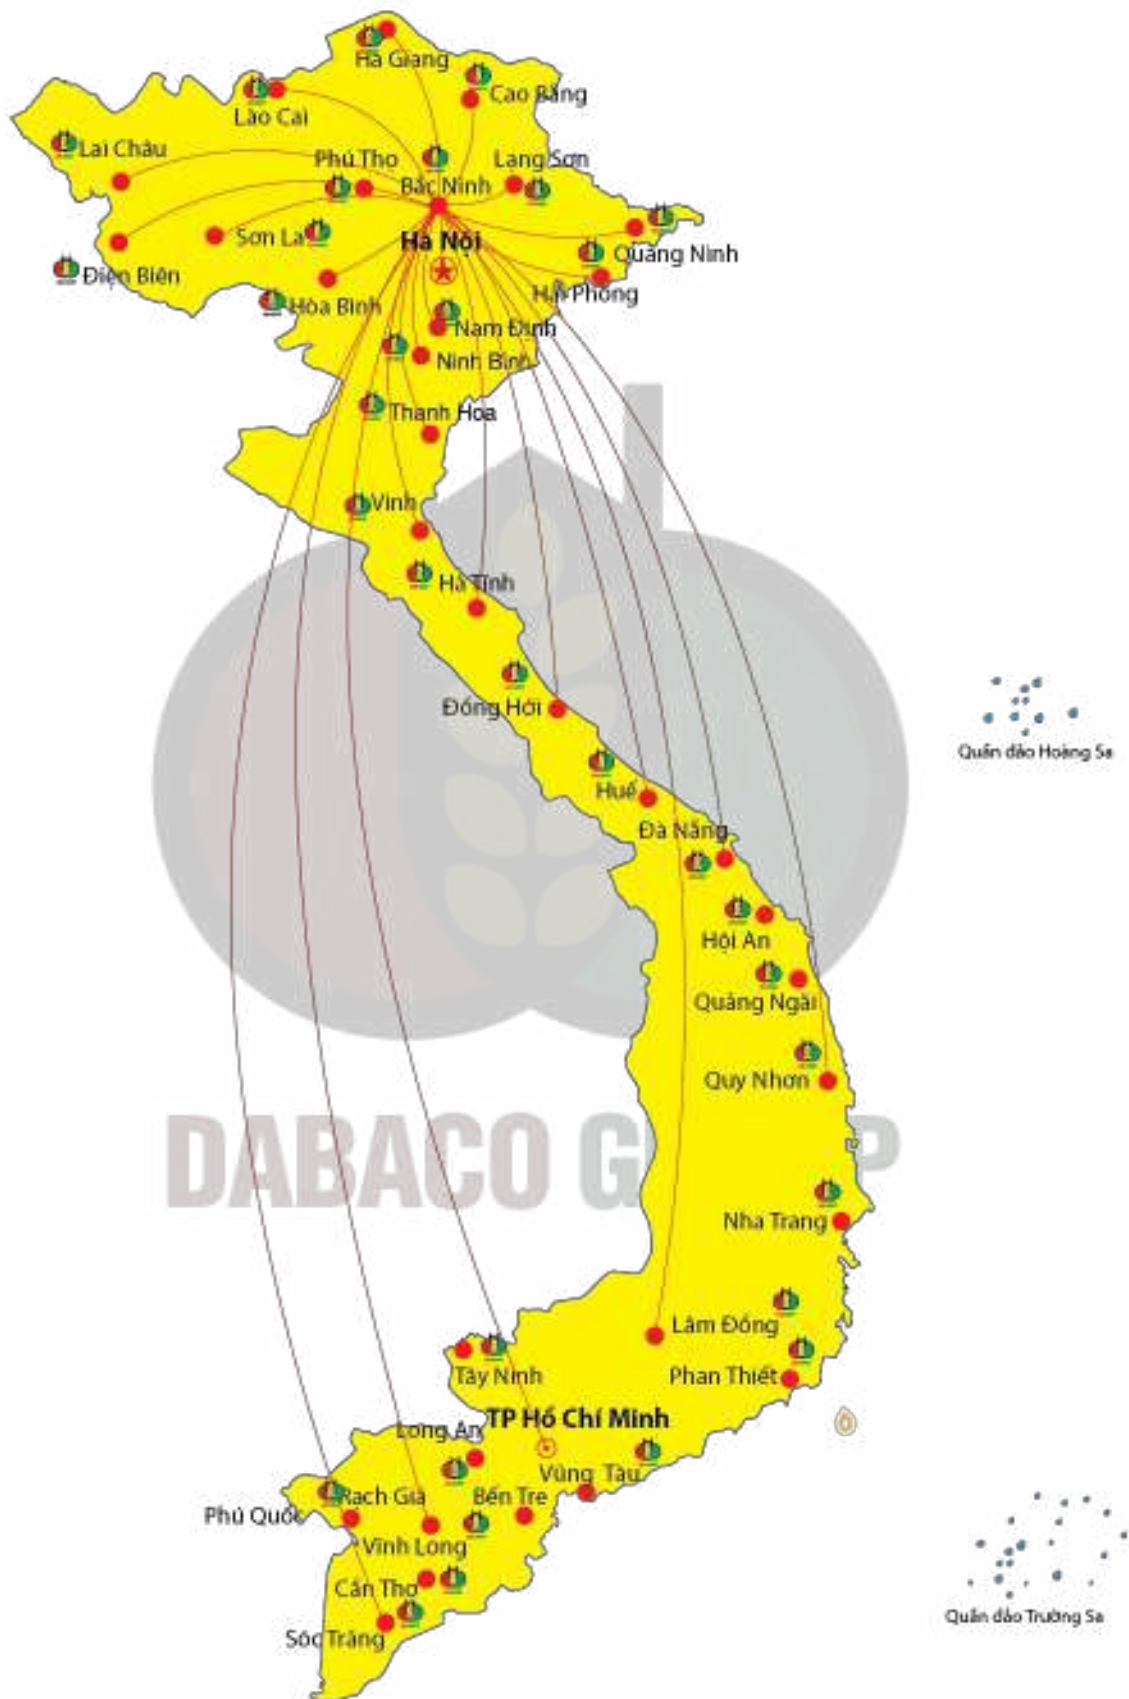 Hà Giang
Cao Bằng
Lào Cai
Lai Châu
Phú Thọ
Lạng Sơn
Bắc Ninh
Sơn La
Hà Nội
Quảng Ninh
Điện Biên
Hải Phòng
Hòa Bình
Nam Định
Ninh Bình
Thanh Hoa
Vinh
Hà Tĩnh
Đồng Hới
Quần đảo Hoàng Sa
Huế
Đà Nẵng
Hội An
Quảng Ngãi
Quy Nhơn
DABACO G P
Nha Trang
Lâm Đồng
Tây Ninh
Phan Thiết
TP Hồ Chí Minh
Long An
Vũng Tàu
Rạch Giá
Bến Tre
Phú Quốc
Vĩnh Long
Cần Thơ
Quần đảo Trường Sa
Sóc Trăng